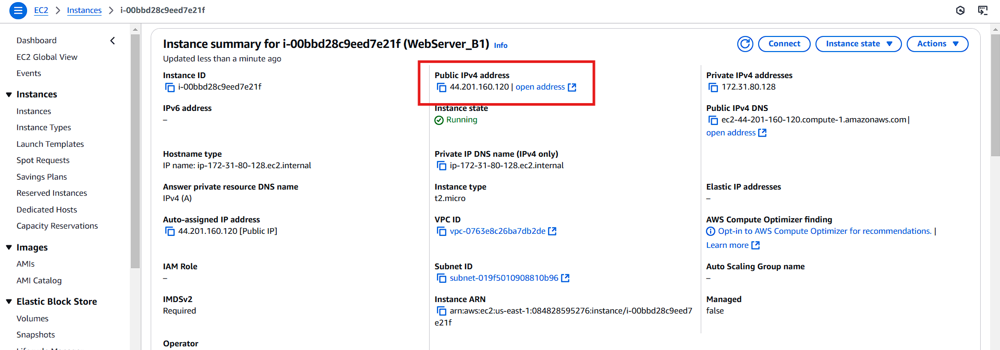 EC2 > Instances > i-00bbd28c9eed7e21f
Dashboard
EC2 Global View
Events
Instances
Instances
Instance Types
Launch Templates
Spot Requests
Savings Plans
Reserved Instances
Dedicated Hosts
Capacity Reservations
Images
AMIs
AMI Catalog
Elastic Block Store
Volumes
Snapshots
Instance summary for i-00bbd28c9eed7e21f (WebServer_B1) Info
Updated less than a minute ago
Connect
Instance state
Actions
Instance ID
i-00bbd28c9eed7e21f
Public IPv4 address
44.201.160.120 | open address
Private IPv4 addresses
172.31.80.128
IPv6 address
–
Instance state
Running
Public IPv4 DNS
ec2-44-201-160-120.compute-1.amazonaws.com |
open address
Hostname type
IP name: ip-172-31-80-128.ec2.internal
Private IP DNS name (IPv4 only)
ip-172-31-80-128.ec2.internal
Answer private resource DNS name
IPv4 (A)
Instance type
t2.micro
Elastic IP addresses
–
Auto-assigned IP address
44.201.160.120 [Public IP]
VPC ID
vpc-0763e8c26ba7db2de
AWS Compute Optimizer finding
Opt-in to AWS Compute Optimizer for recommendations. |
Learn more
IAM Role
–
Subnet ID
subnet-019f5010908810b96
Auto Scaling Group name
–
IMDSv2
Required
Instance ARN
arn:aws:ec2:us-east-1:084828595276:instance/i-00bbd28c9eed7
e21f
Managed
false
Operator